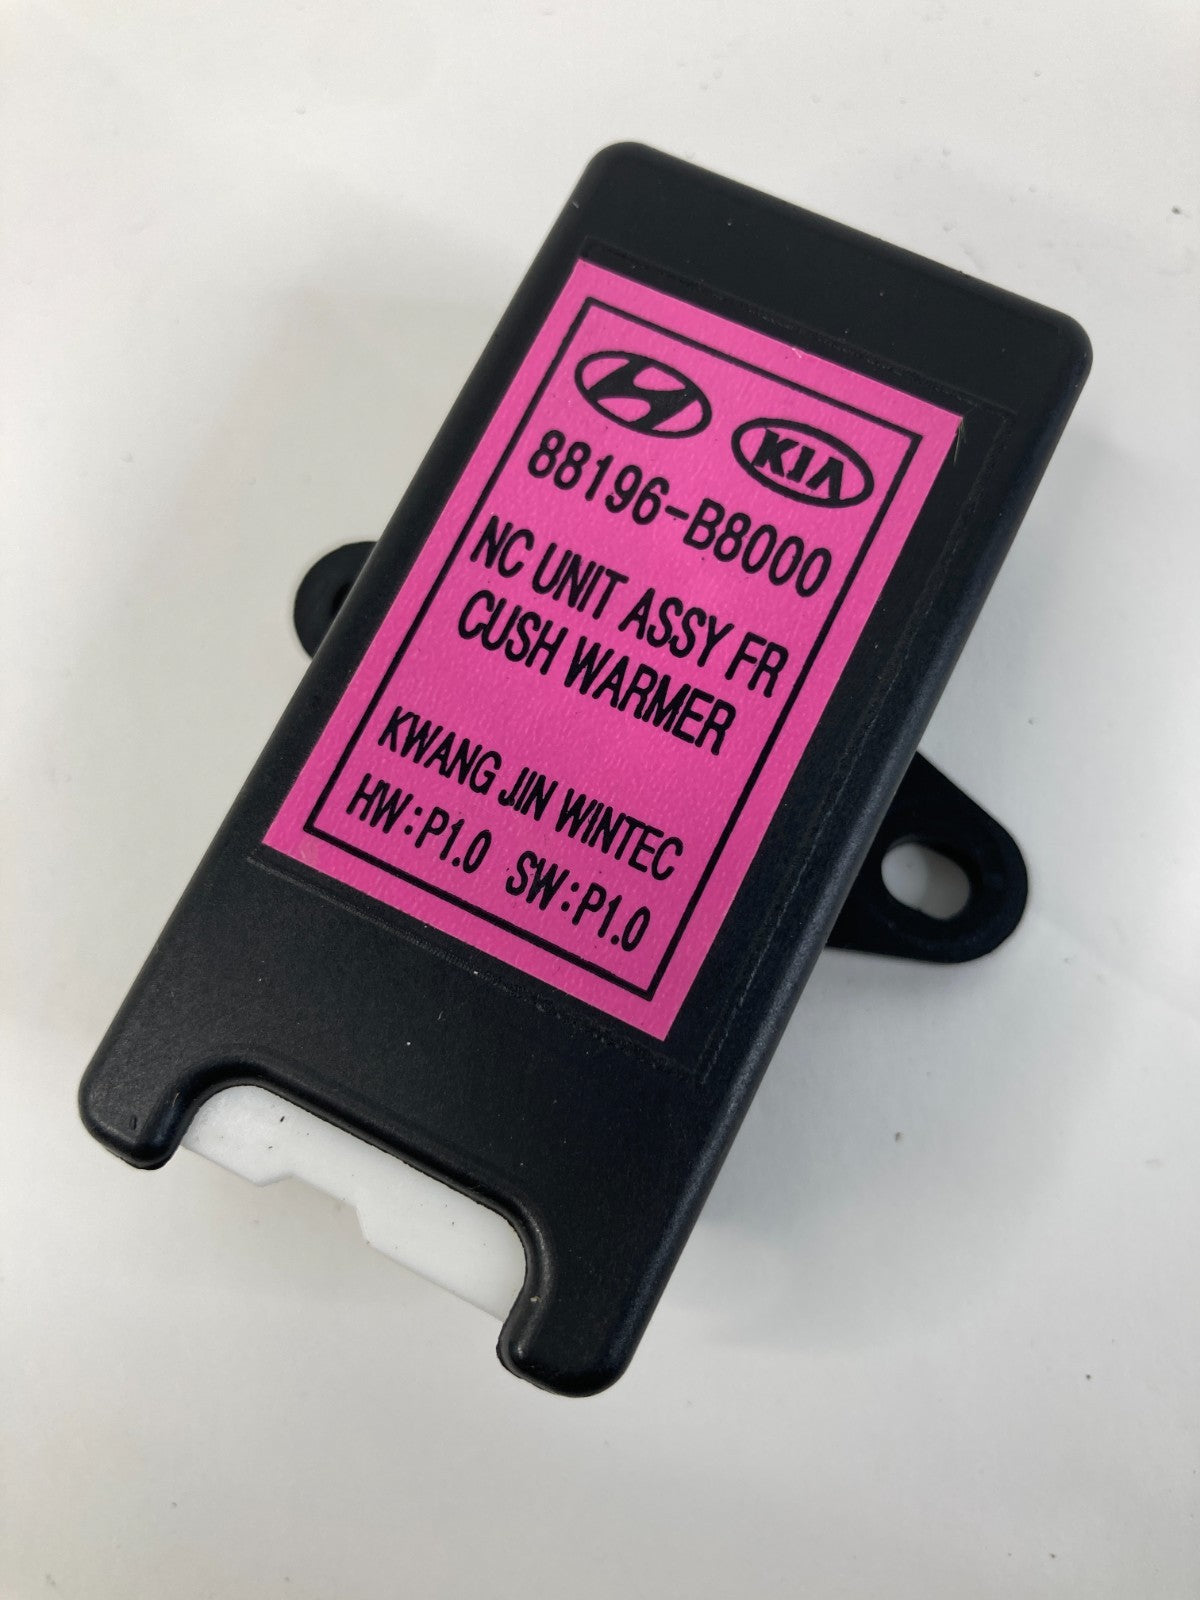 KIA
88196-B8000
NC UNIT ASSY FR
CUSH WARMER
KWANG JIN WINTEC
HW:P1.0 SW:P1.0